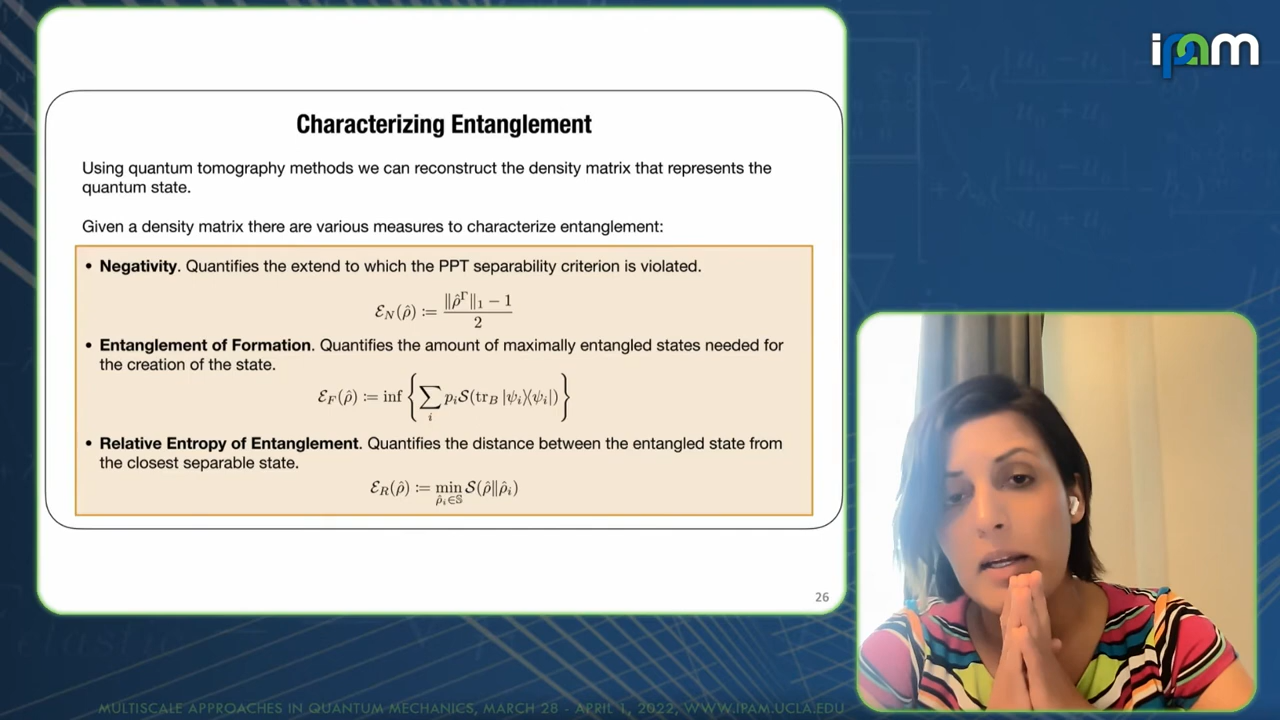 ipam
Characterizing Entanglement
Using quantum tomography methods we can reconstruct the density matrix that represents the
quantum state.
Given a density matrix there are various measures to characterize entanglement:
• Negativity. Quantifies the extend to which the PPT separability criterion is violated.
ℰ_N(ρ̂) := (‖ρ̂^Γ‖₁ − 1) / 2
• Entanglement of Formation. Quantifies the amount of maximally entangled states needed for
the creation of the state.
ℰ_F(ρ̂) := inf { ∑_i p_i 𝒮(tr_B |ψ_i⟩⟨ψ_i|) }
• Relative Entropy of Entanglement. Quantifies the distance between the entangled state from
the closest separable state.
ℰ_R(ρ̂) := min_{ρ̂_i∈𝕊} 𝒮(ρ̂‖ρ̂_i)
26
MULTISCALE APPROACHES IN QUANTUM MECHANICS, MARCH 28 - APRIL 1, 2022, WWW.IPAM.UCLA.EDU